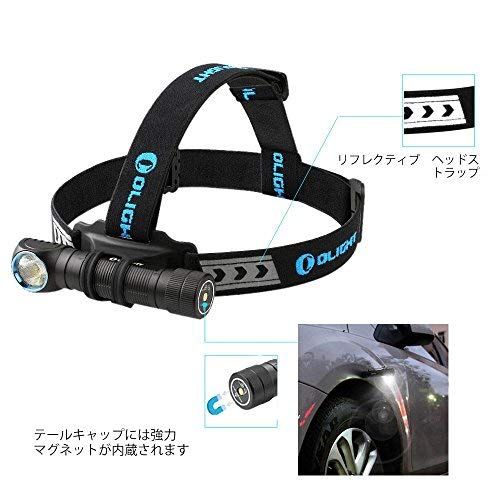 OLIGHT
リフレクティブ ヘッドス
トラップ
OLIGHT
OLIGHT
テールキャップには強力
マグネットが内蔵されます